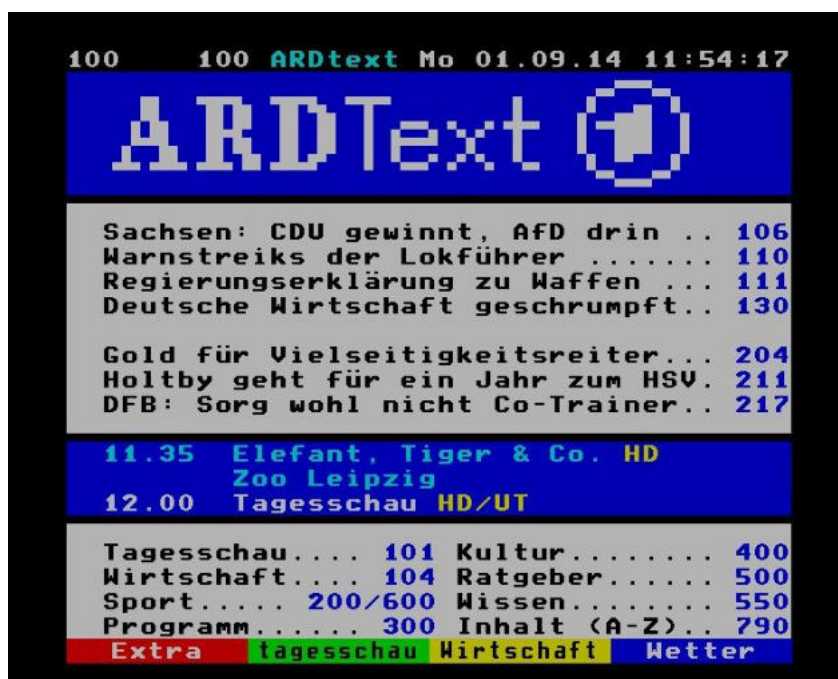 100 100 ARDtext Mo 01.09.14 11:54:17
ARDText 1
Sachsen: CDU gewinnt, AfD drin .. 106
Warnstreiks der Lokführer ....... 110
Regierungserklärung zu Waffen ... 111
Deutsche Wirtschaft geschrumpft.. 130
Gold für Vielseitigkeitsreiter... 204
Holtby geht für ein Jahr zum HSV. 211
DFB: Sorg wohl nicht Co-Trainer.. 217
11.35 Elefant, Tiger & Co. HD
Zoo Leipzig
12.00 Tagesschau HD/UT
Tagesschau.... 101 Kultur........ 400
Wirtschaft.... 104 Ratgeber...... 500
Sport..... 200/600 Wissen........ 550
Programm...... 300 Inhalt (A-Z).. 790
Extra tagesschau Wirtschaft Wetter